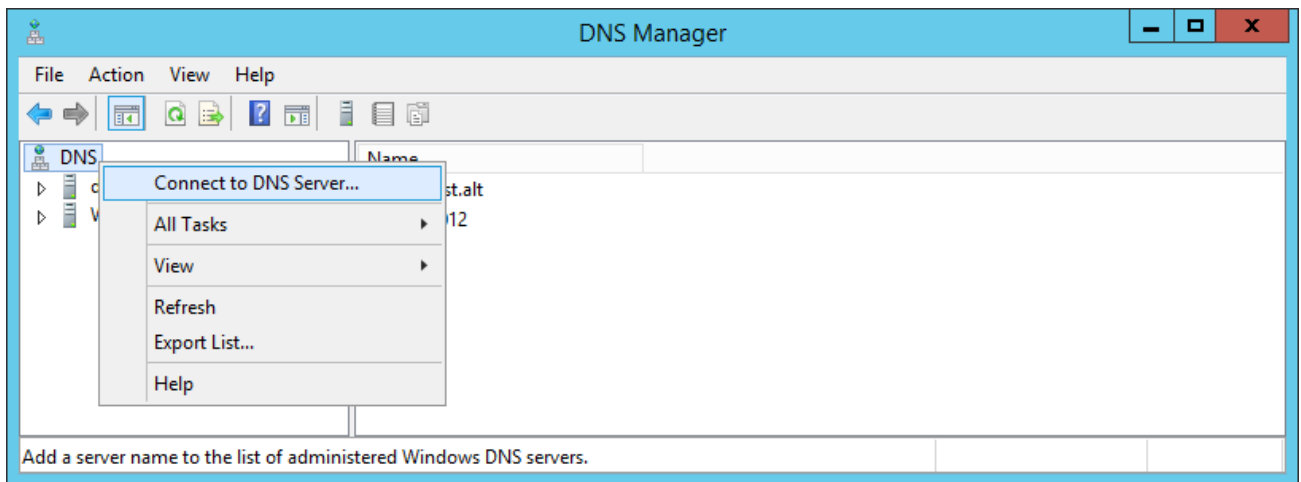 DNS Manager
File Action View Help
DNS
Name
Connect to DNS Server...
st.alt
All Tasks
12
View
Refresh
Export List...
Help
Add a server name to the list of administered Windows DNS servers.